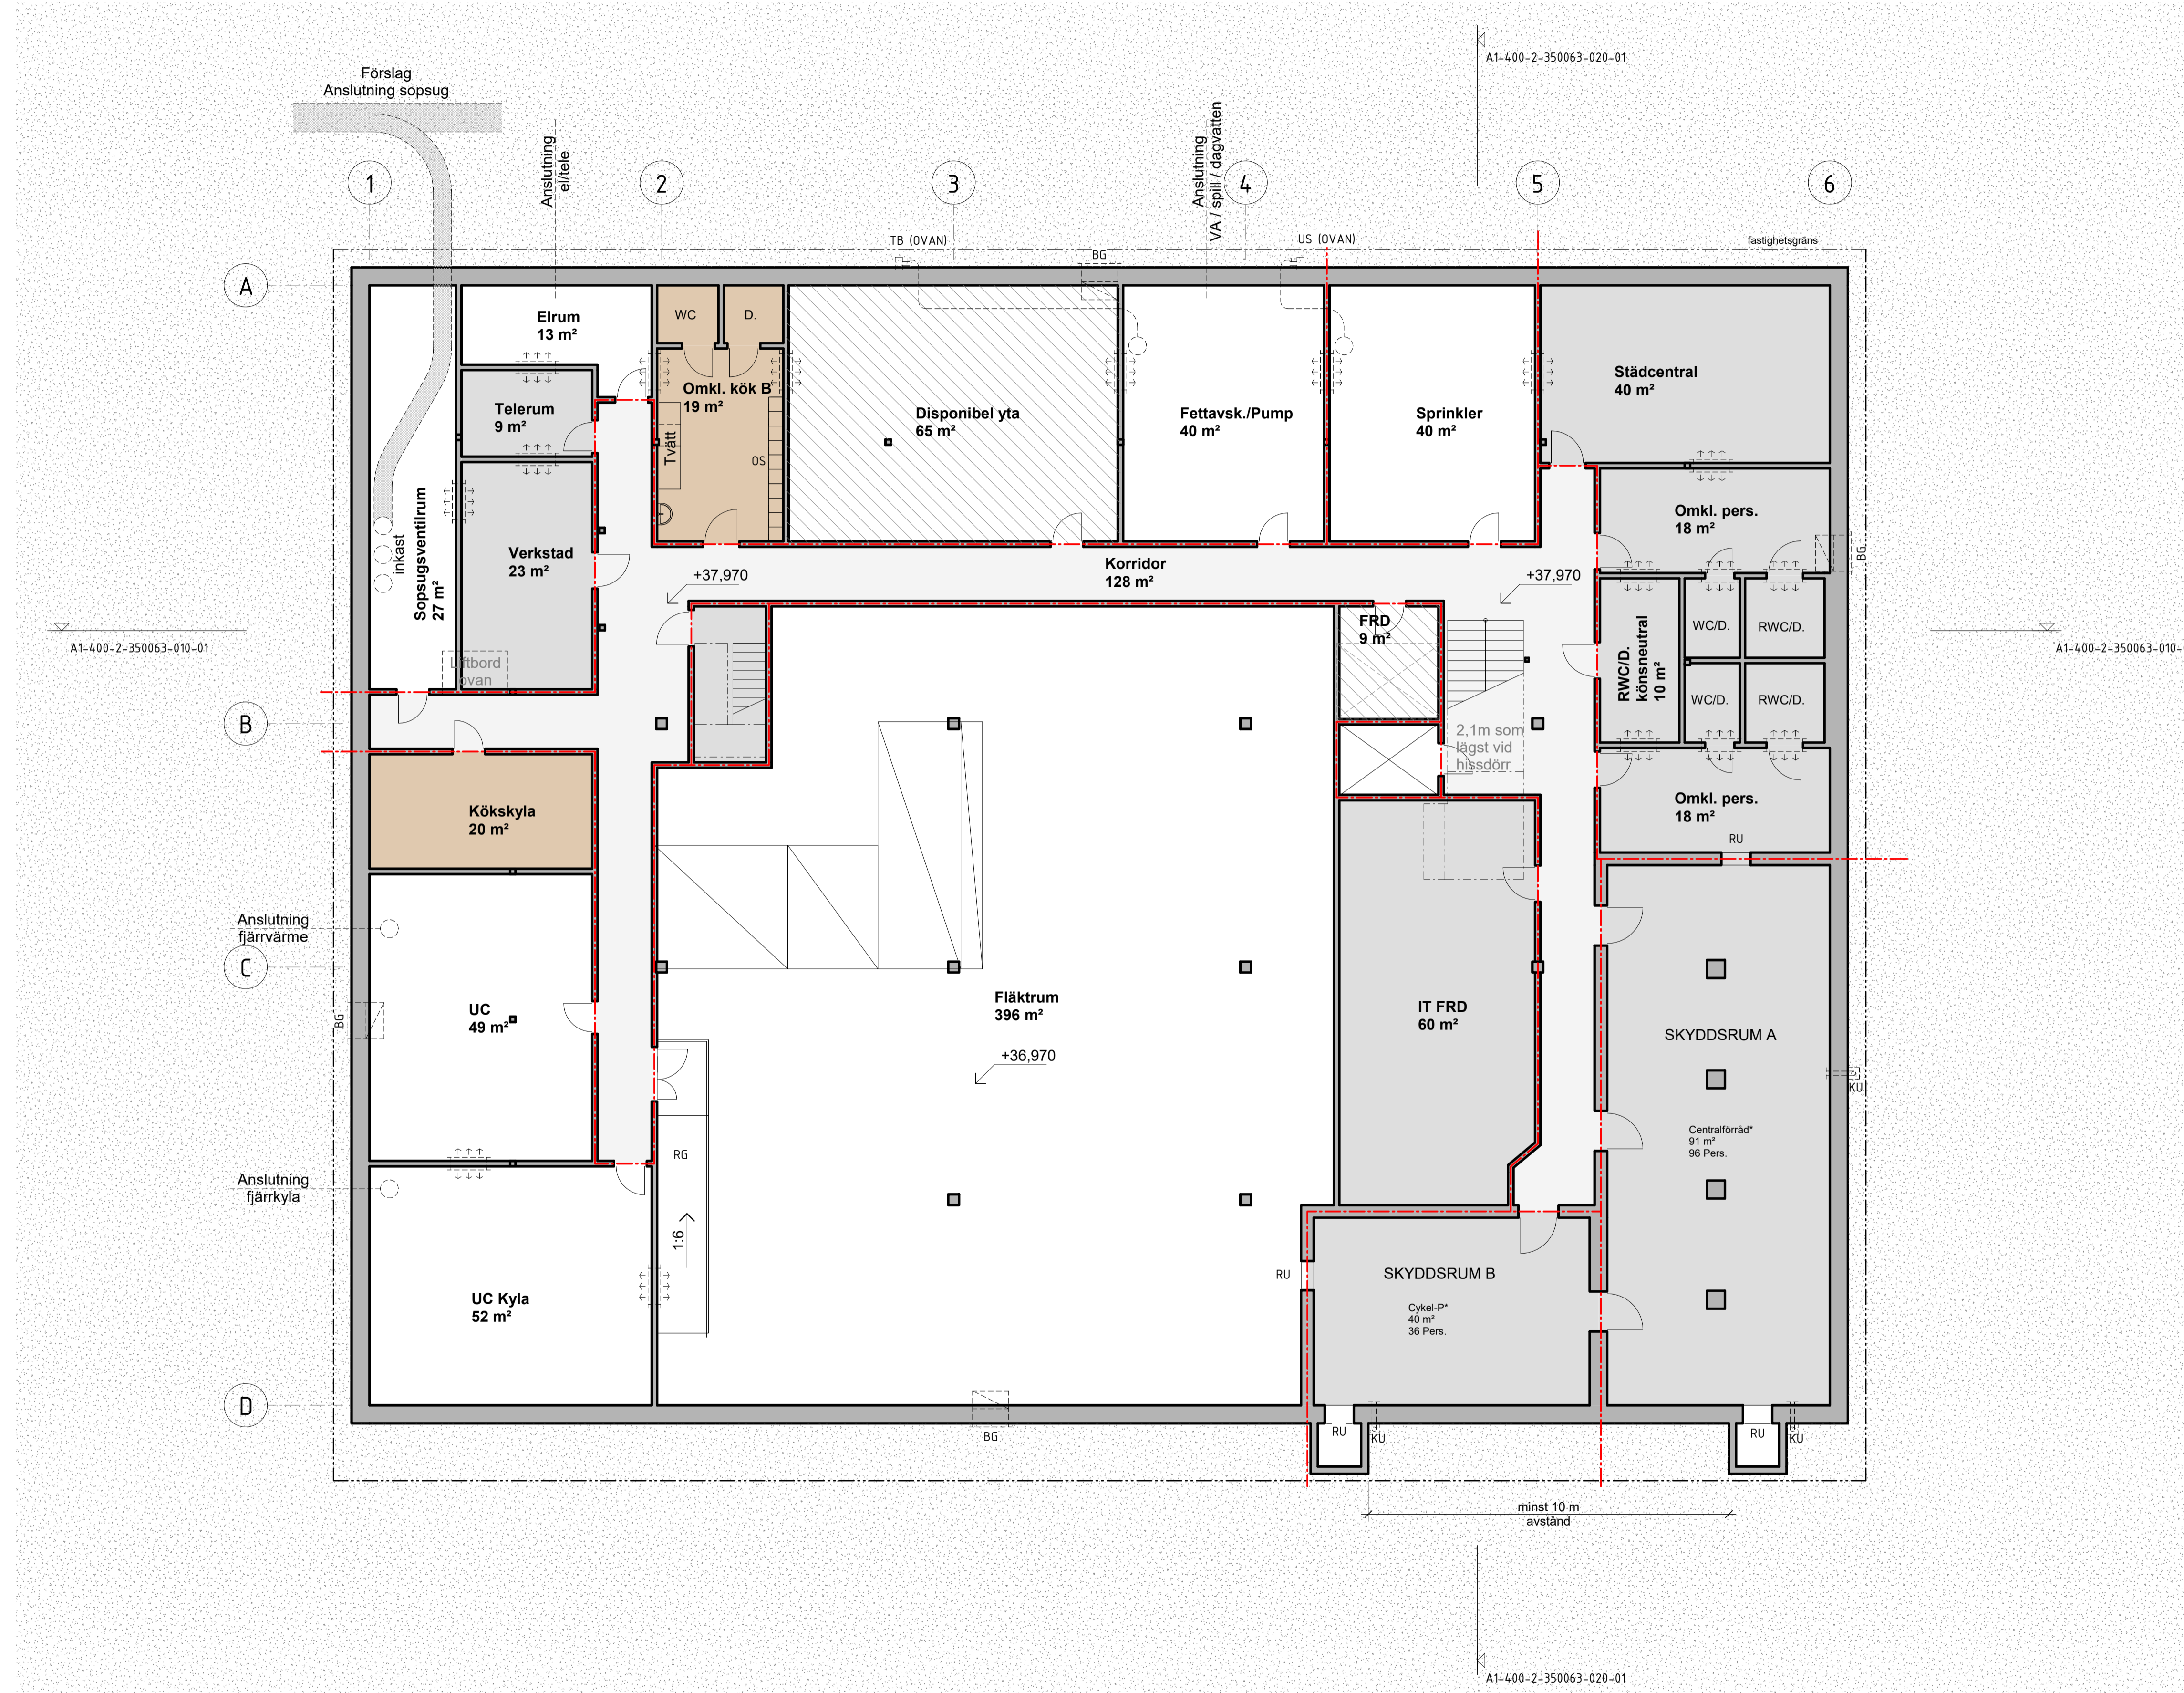 A1-400-2-350063-020-01
Förslag
Anslutning sopsug
Anslutning
el/tele
Anslutning
VA / spill / dagvatten
1
2
3
4
5
6
TB (OVAN)
US (OVAN)
fastighetsgräns
BG
A
Elrum
13 m²
WC
D.
Telerum
9 m²
Omkl. kök B
19 m²
Tvätt
OS
Disponibel yta
65 m²
Fettavsk./Pump
40 m²
Sprinkler
40 m²
Städcentral
40 m²
Sopsugsventilrum
27 m²
inkast
Verkstad
23 m²
Omkl. pers.
18 m²
BG
Korridor
128 m²
+37,970
+37,970
A1-400-2-350063-010-01
A1-400-2-350063-010-
Liftbord
ovan
FRD
9 m²
RWC/D.
könsneutral
10 m²
WC/D.
RWC/D.
WC/D.
RWC/D.
B
2,1m som
lägst vid
hissdörr
Kökskyla
20 m²
Omkl. pers.
18 m²
RU
Anslutning
fjärrvärme
C
UC
49 m²
BG
Fläktrum
396 m²
+36,970
IT FRD
60 m²
SKYDDSRUM A
KU
Centralförråd*
91 m²
96 Pers.
RG
1:6
Anslutning
fjärrkyla
UC Kyla
52 m²
RU
SKYDDSRUM B
Cykel-P*
40 m²
36 Pers.
D
BG
RU
KU
RU
KU
minst 10 m
avstånd
A1-400-2-350063-020-01